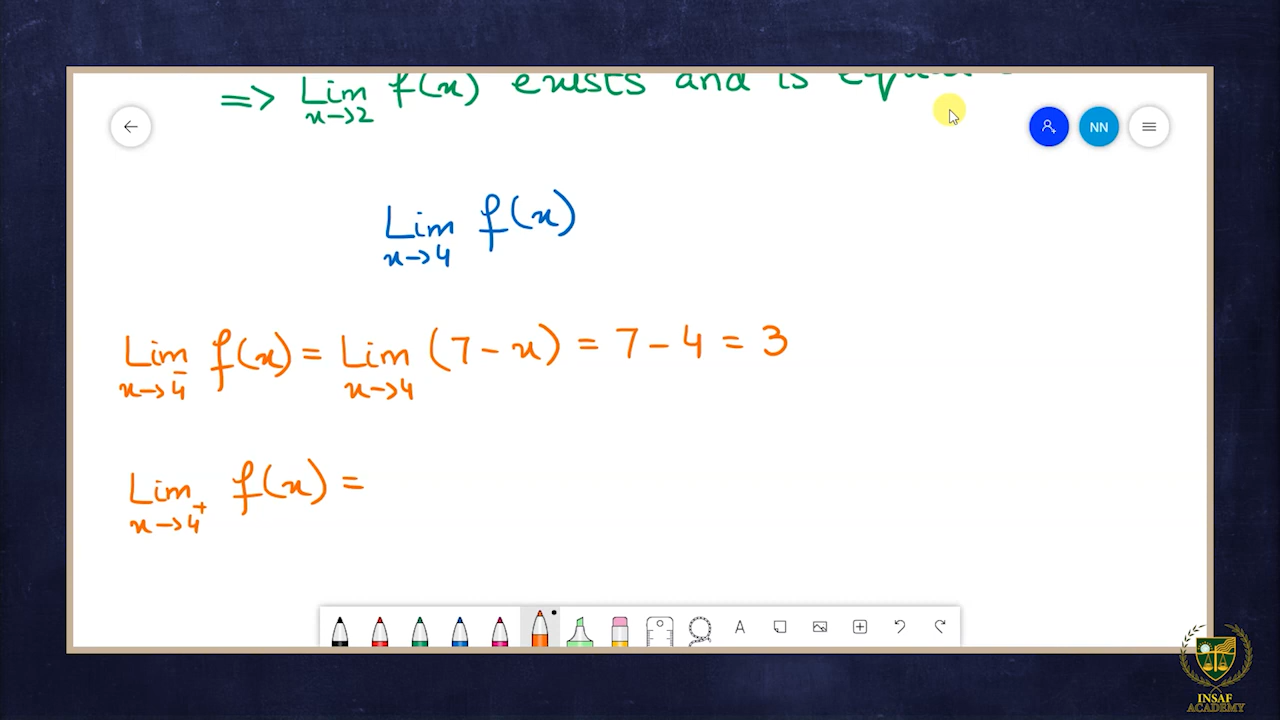 => Lim f(x) exists and is equal
x→2
NN
Lim f(x)
x→4
Lim f(x) = Lim (7 - x) = 7 - 4 = 3
x→4⁻ x→4
Lim f(x) =
x→4⁺
A
INSAF
ACADEMY